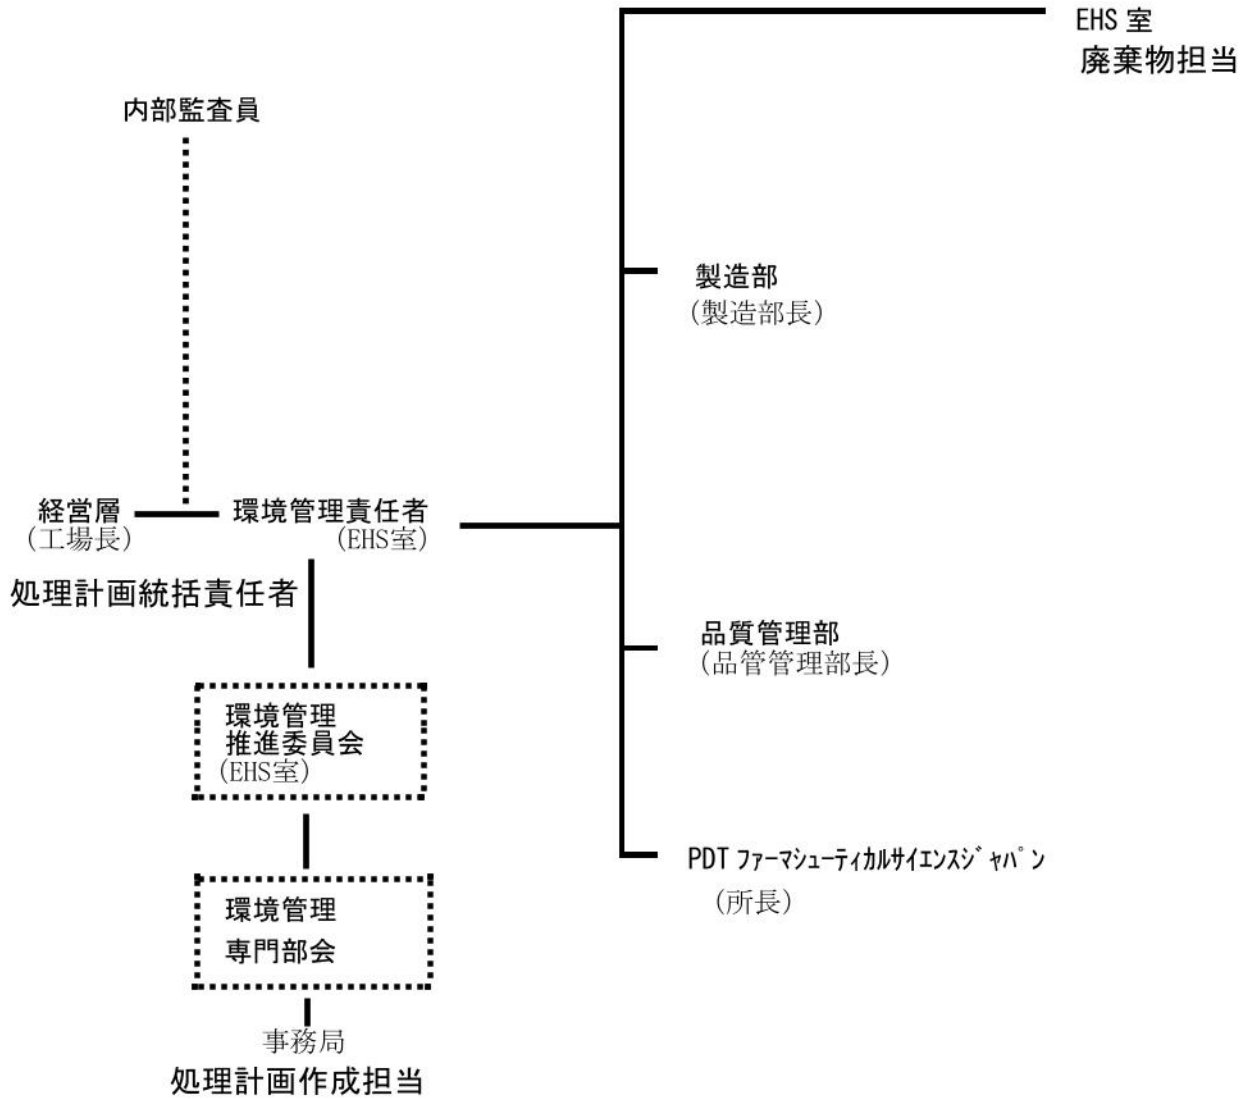 EHS 室
廃棄物担当
内部監査員
製造部
(製造部長)
経営層
(工場長)
環境管理責任者
(EHS室)
処理計画統括責任者
品質管理部
(品管管理部長)
環境管理
推進委員会
(EHS室)
PDT ファーマシューティカルサイエンスジャパン
(所長)
環境管理
専門部会
事務局
処理計画作成担当